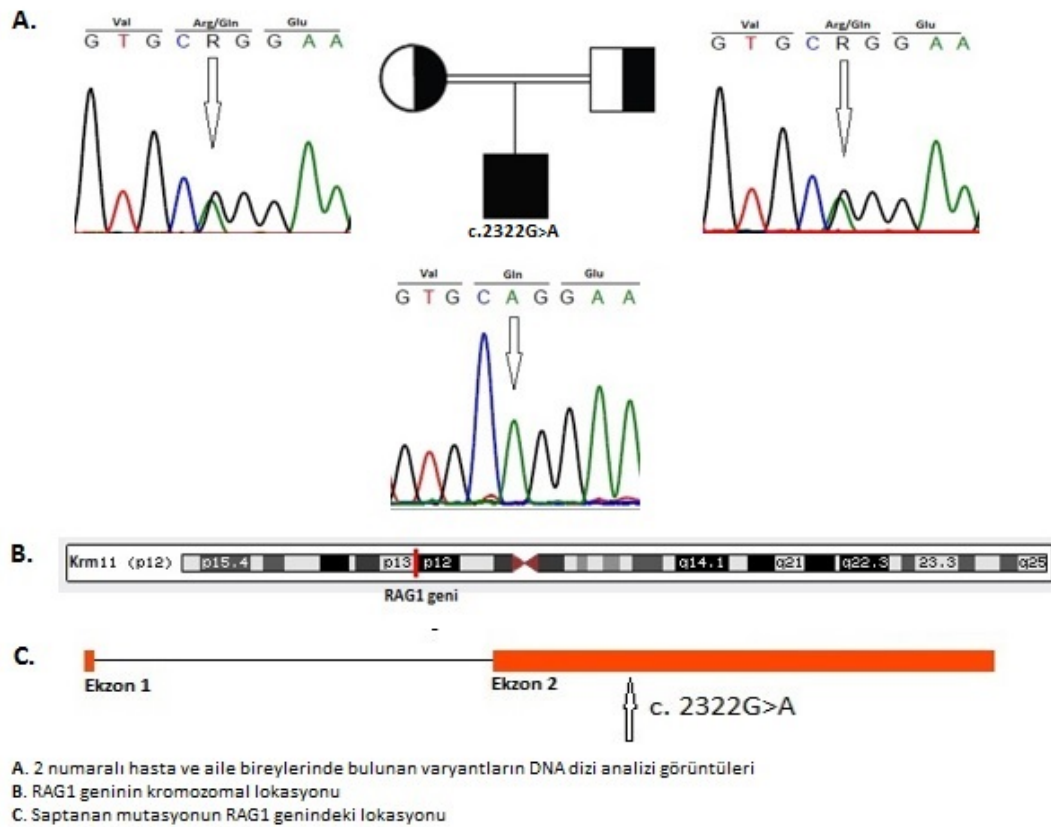 A.
Val Arg/Gln Glu
G T G C R G G A A
Val Arg/Gln Glu
G T G C R G G A A
c.2322G>A
Val Gln Glu
G T G C A G G A A
B.
Krm11 (p12) p15.4 p13 p12 q14.1 q21 q22.3 23.3 q25
RAG1 geni
-
C.
Ekzon 1
Ekzon 2
c. 2322G>A
A. 2 numaralı hasta ve aile bireylerinde bulunan varyantların DNA dizi analizi görüntüleri
B. RAG1 geninin kromozomal lokasyonu
C. Saptanan mutasyonun RAG1 genindeki lokasyonu